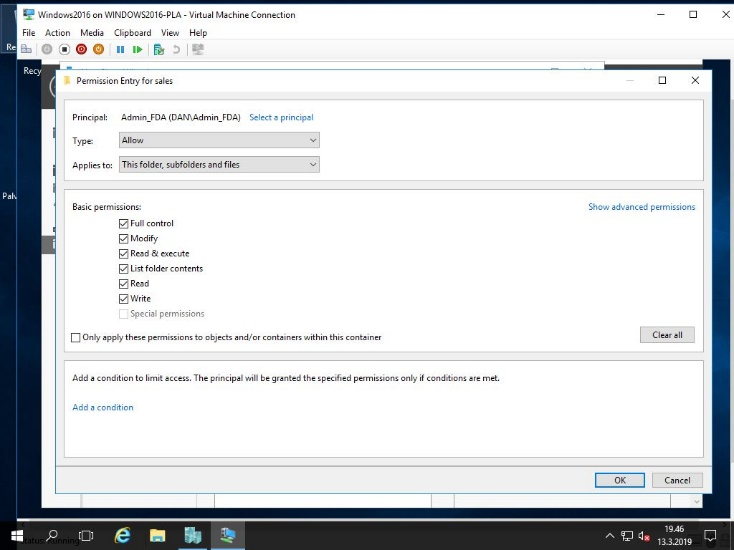 Windows2016 on WINDOWS2016-PLA - Virtual Machine Connection
File Action Media Clipboard View Help
Re
Recy
Permission Entry for sales
Principal: Admin_FDA (DAN\Admin_FDA) Select a principal
Type: Allow
Applies to: This folder, subfolders and files
Palv
Basic permissions: Show advanced permissions
Full control
Modify
Read & execute
List folder contents
Read
Write
Special permissions
Only apply these permissions to objects and/or containers within this container
Clear all
Add a condition to limit access. The principal will be granted the specified permissions only if conditions are met.
Add a condition
OK Cancel
19.46
13.3.2019